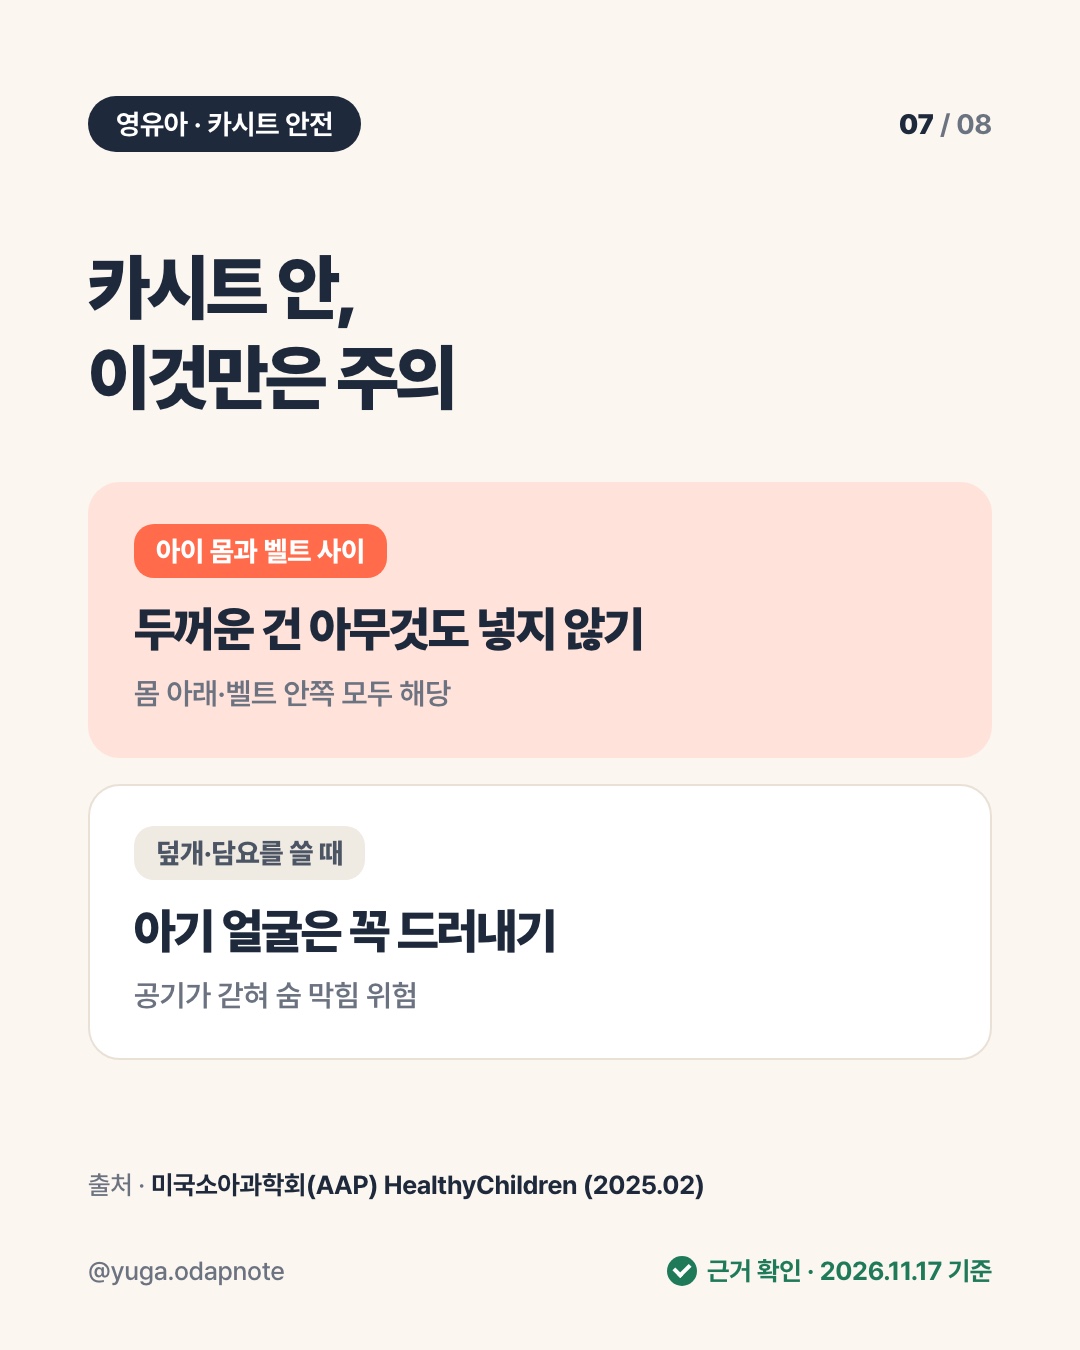 영유아 · 카시트 안전
07 / 08
카시트 안,
이것만은 주의
아이 몸과 벨트 사이
두꺼운 건 아무것도 넣지 않기
몸 아래·벨트 안쪽 모두 해당
덮개·담요를 쓸 때
아기 얼굴은 꼭 드러내기
공기가 갇혀 숨 막힘 위험
출처 · 미국소아과학회(AAP) HealthyChildren (2025.02)
@yuga.odapnote
근거 확인 · 2026.11.17 기준